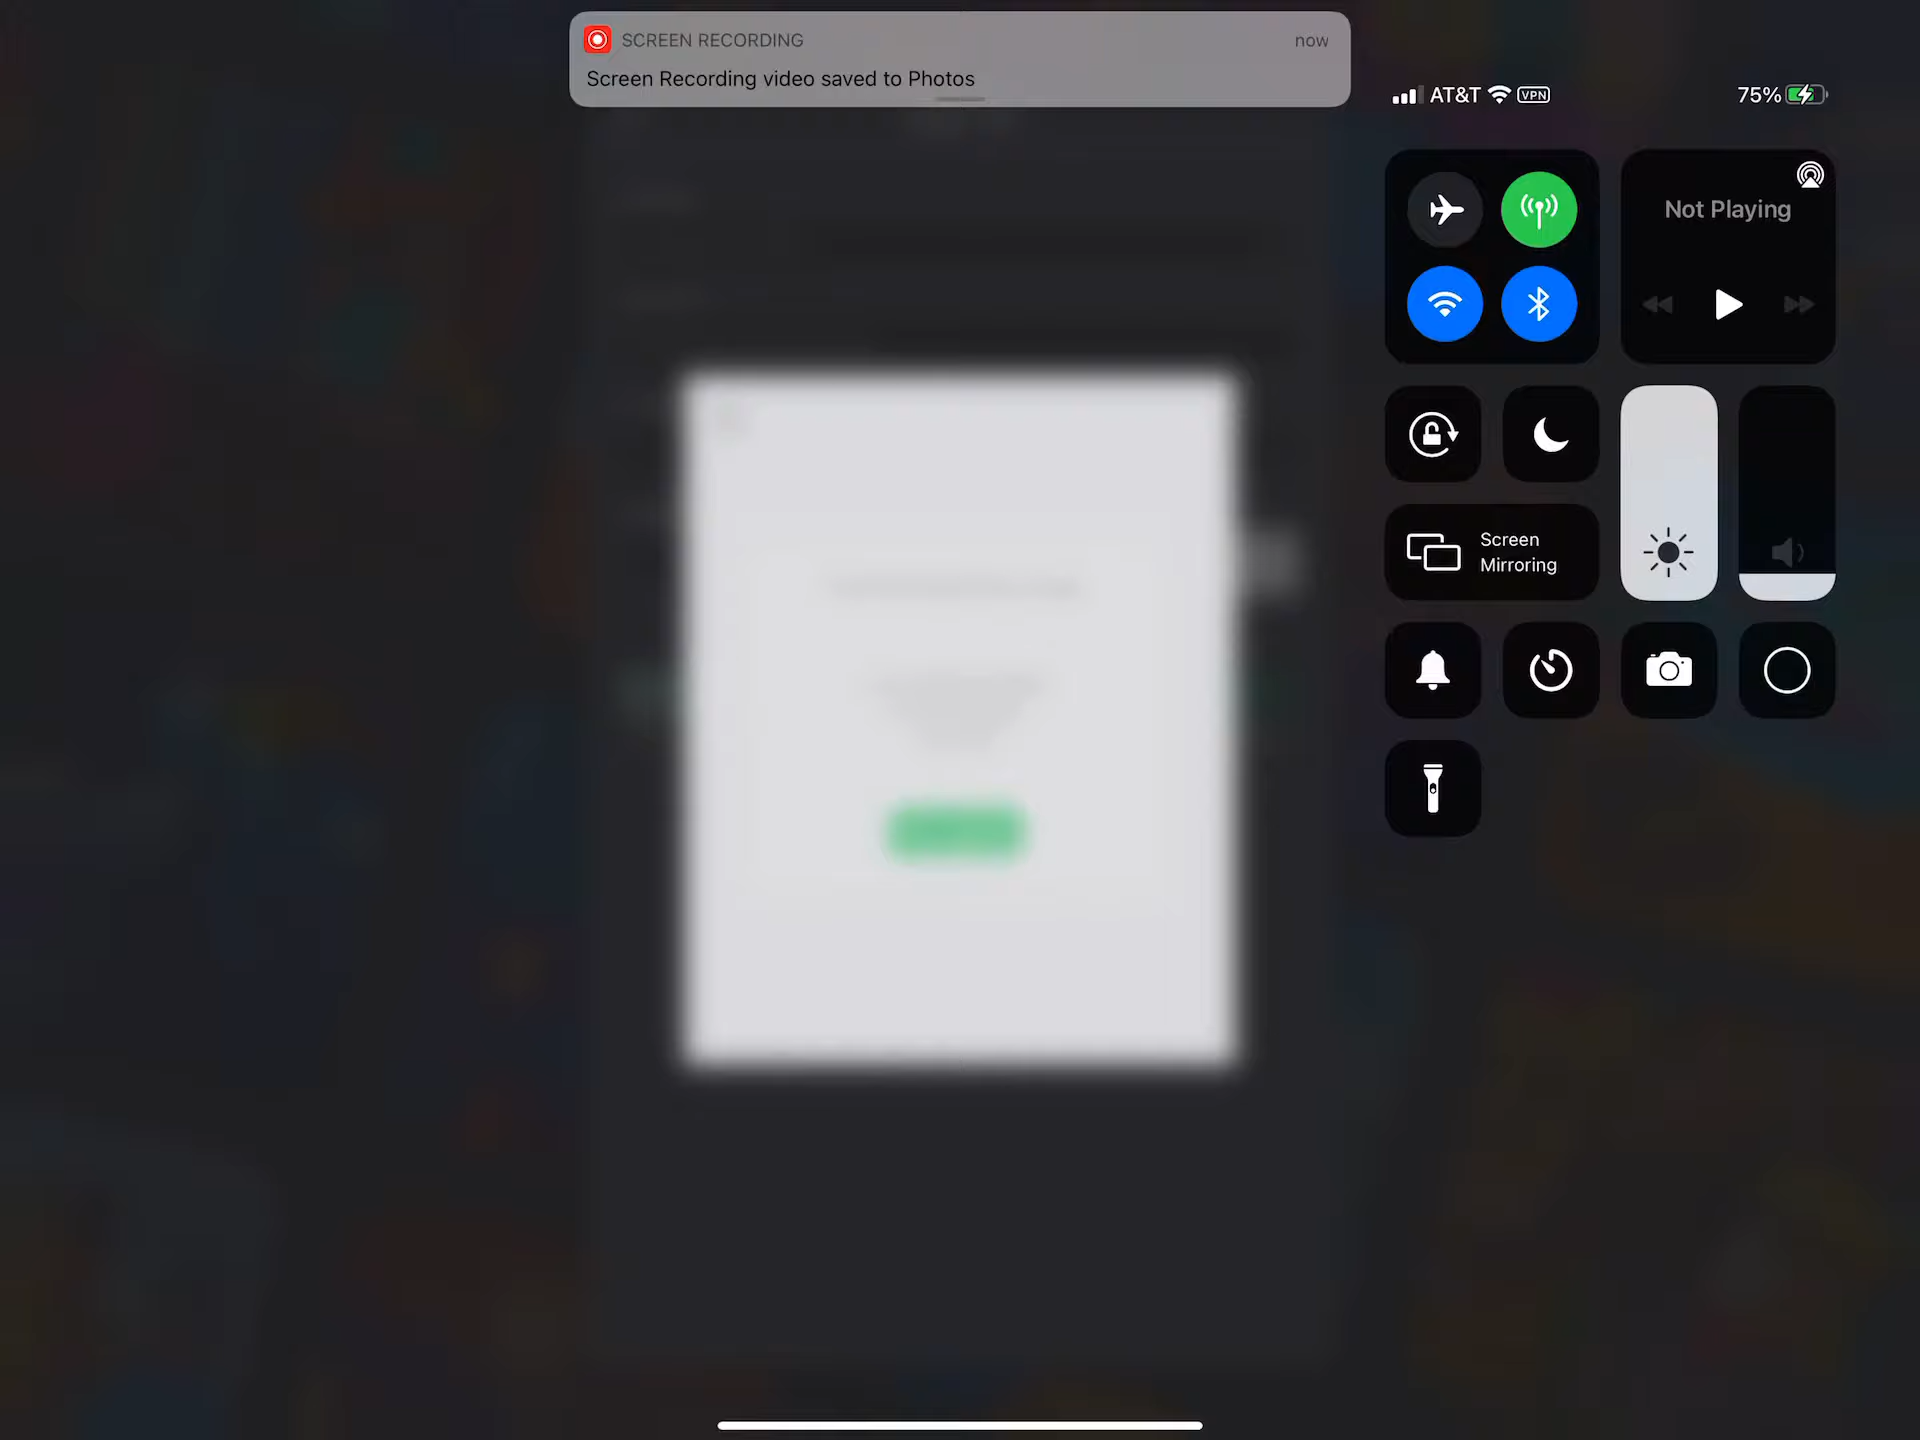 SCREEN RECORDING now
Screen Recording video saved to Photos
AT&T VPN 75%
Not Playing
Screen
Mirroring